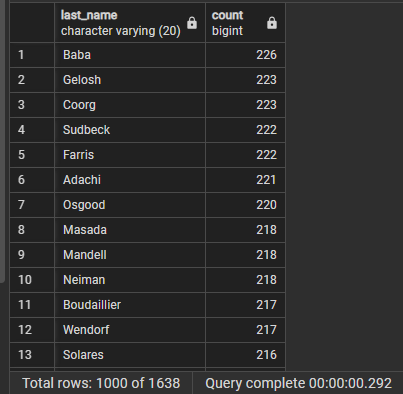 last_name count
character varying (20) bigint
1 Baba 226
2 Gelosh 223
3 Coorg 223
4 Sudbeck 222
5 Farris 222
6 Adachi 221
7 Osgood 220
8 Masada 218
9 Mandell 218
10 Neiman 218
11 Boudaillier 217
12 Wendorf 217
13 Solares 216
Total rows: 1000 of 1638 Query complete 00:00:00.292